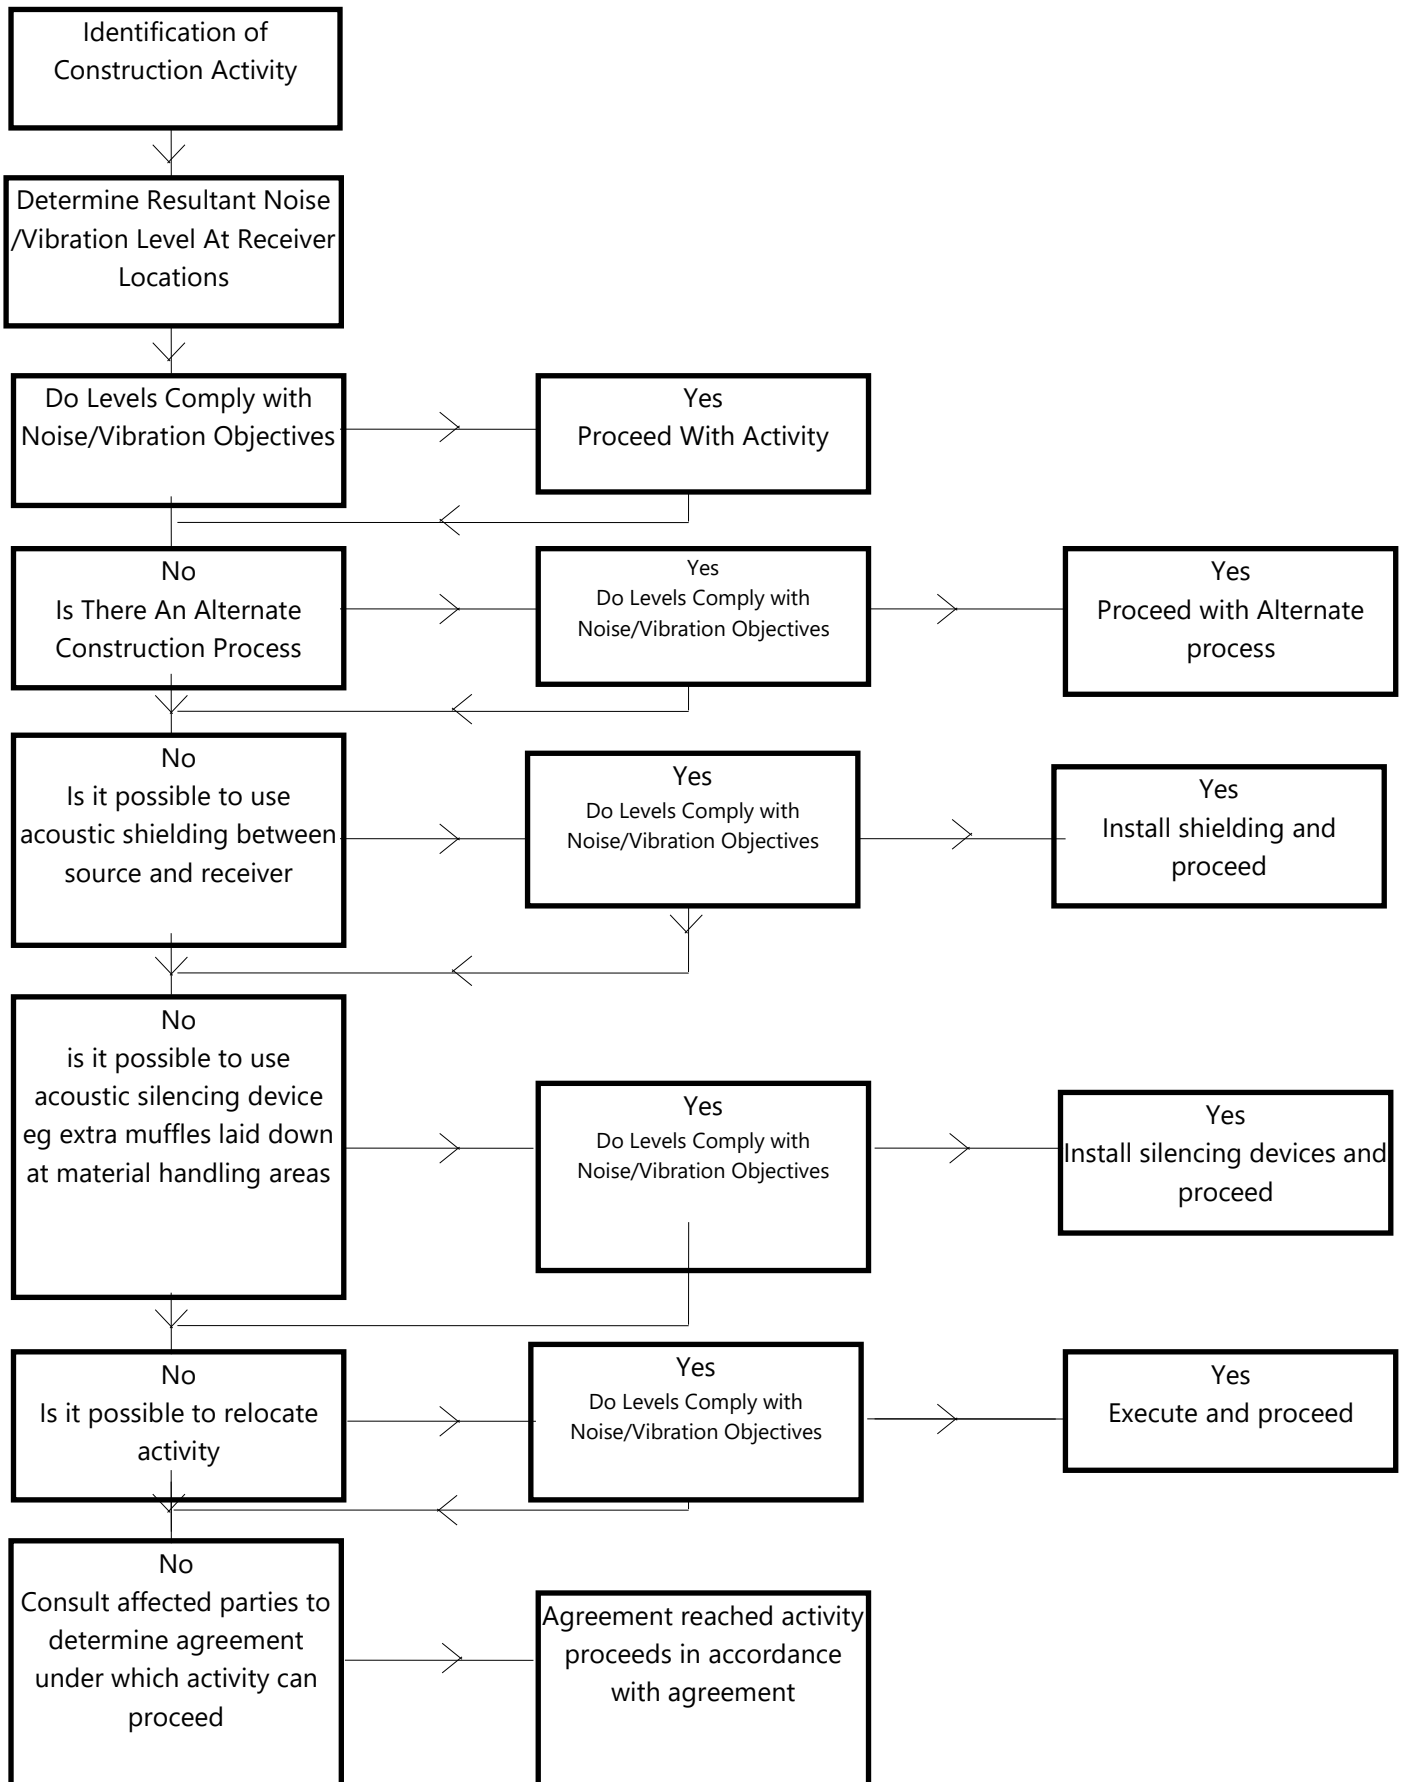 Identification of
Construction Activity
Determine Resultant Noise
/Vibration Level At Receiver
Locations
Do Levels Comply with
Noise/Vibration Objectives
Yes
Proceed With Activity
No
Is There An Alternate
Construction Process
Yes
Do Levels Comply with
Noise/Vibration Objectives
Yes
Proceed with Alternate
process
No
Is it possible to use
acoustic shielding between
source and receiver
Yes
Do Levels Comply with
Noise/Vibration Objectives
Yes
Install shielding and
proceed
No
is it possible to use
acoustic silencing device
eg extra muffles laid down
at material handling areas
Yes
Do Levels Comply with
Noise/Vibration Objectives
Yes
Install silencing devices and
proceed
No
Is it possible to relocate
activity
Yes
Do Levels Comply with
Noise/Vibration Objectives
Yes
Execute and proceed
No
Consult affected parties to
determine agreement
under which activity can
proceed
Agreement reached activity
proceeds in accordance
with agreement